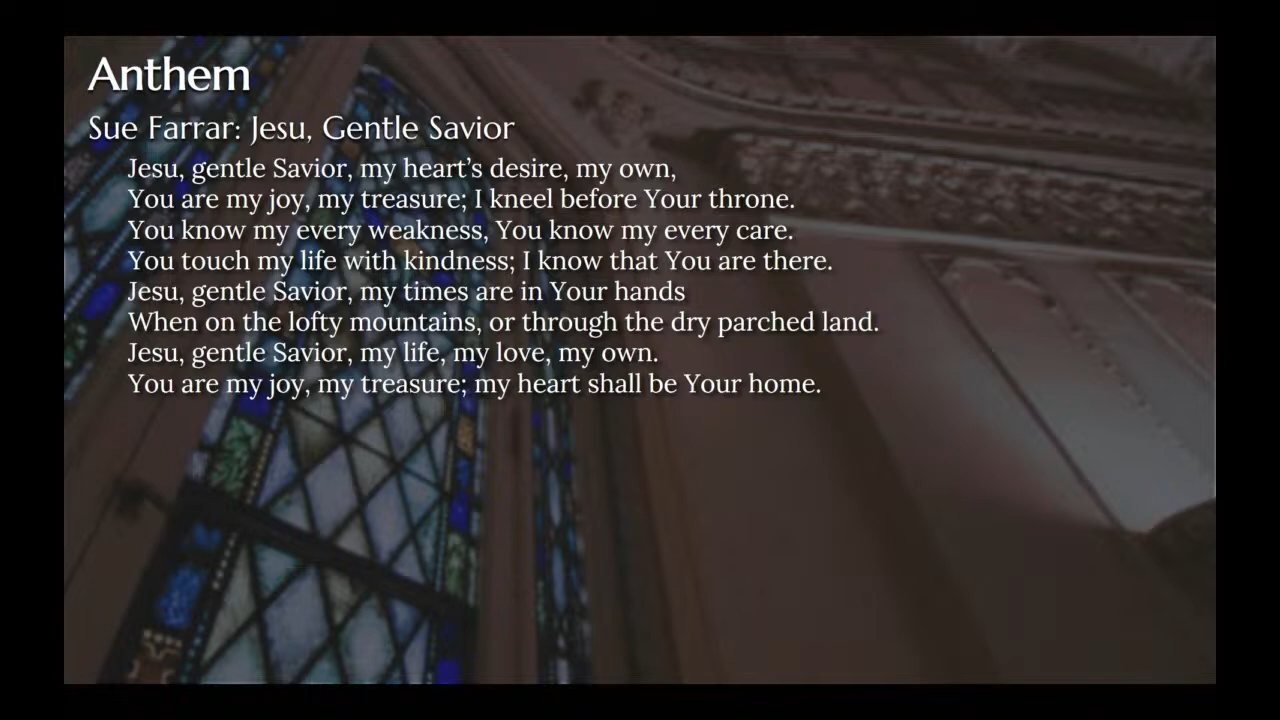 Anthem
Sue Farrar: Jesu, Gentle Savior
Jesu, gentle Savior, my heart’s desire, my own,
You are my joy, my treasure; I kneel before Your throne.
You know my every weakness, You know my every care.
You touch my life with kindness; I know that You are there.
Jesu, gentle Savior, my times are in Your hands
When on the lofty mountains, or through the dry parched land.
Jesu, gentle Savior, my life, my love, my own.
You are my joy, my treasure; my heart shall be Your home.